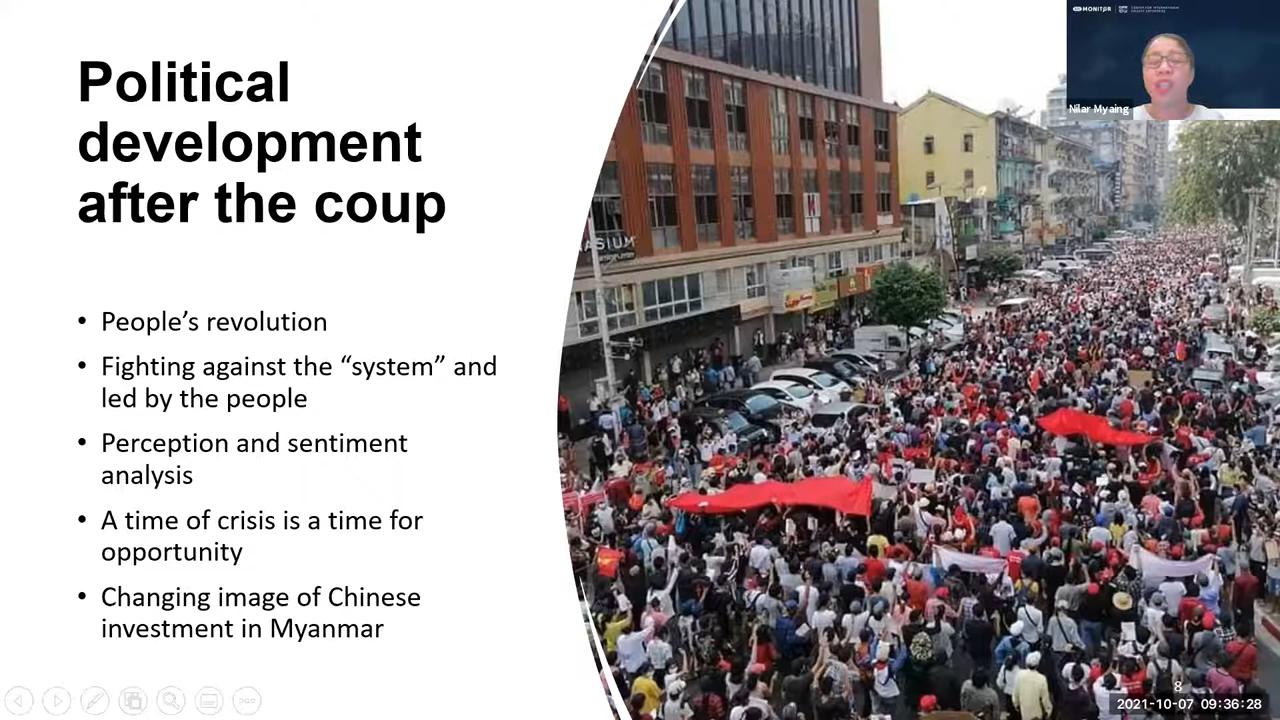 Political
development
after the coup
• People’s revolution
• Fighting against the “system” and
led by the people
• Perception and sentiment
analysis
• A time of crisis is a time for
opportunity
• Changing image of Chinese
investment in Myanmar
MONITOR
Nilar Myaing
8
2021-10-07 09:36:28